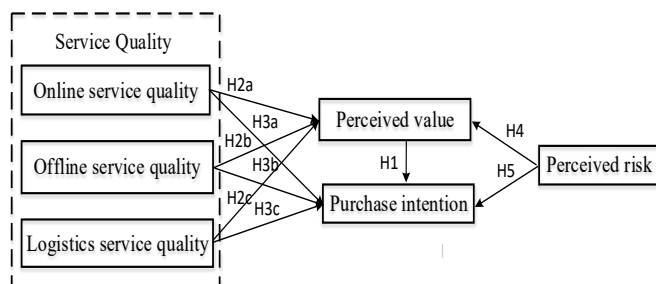 Service Quality
Online service quality
Offline service quality
Logistics service quality
H2a
H3a
H2b
H3b
H2c
H3c
Perceived value
H1
Purchase intention
H4
H5
Perceived risk